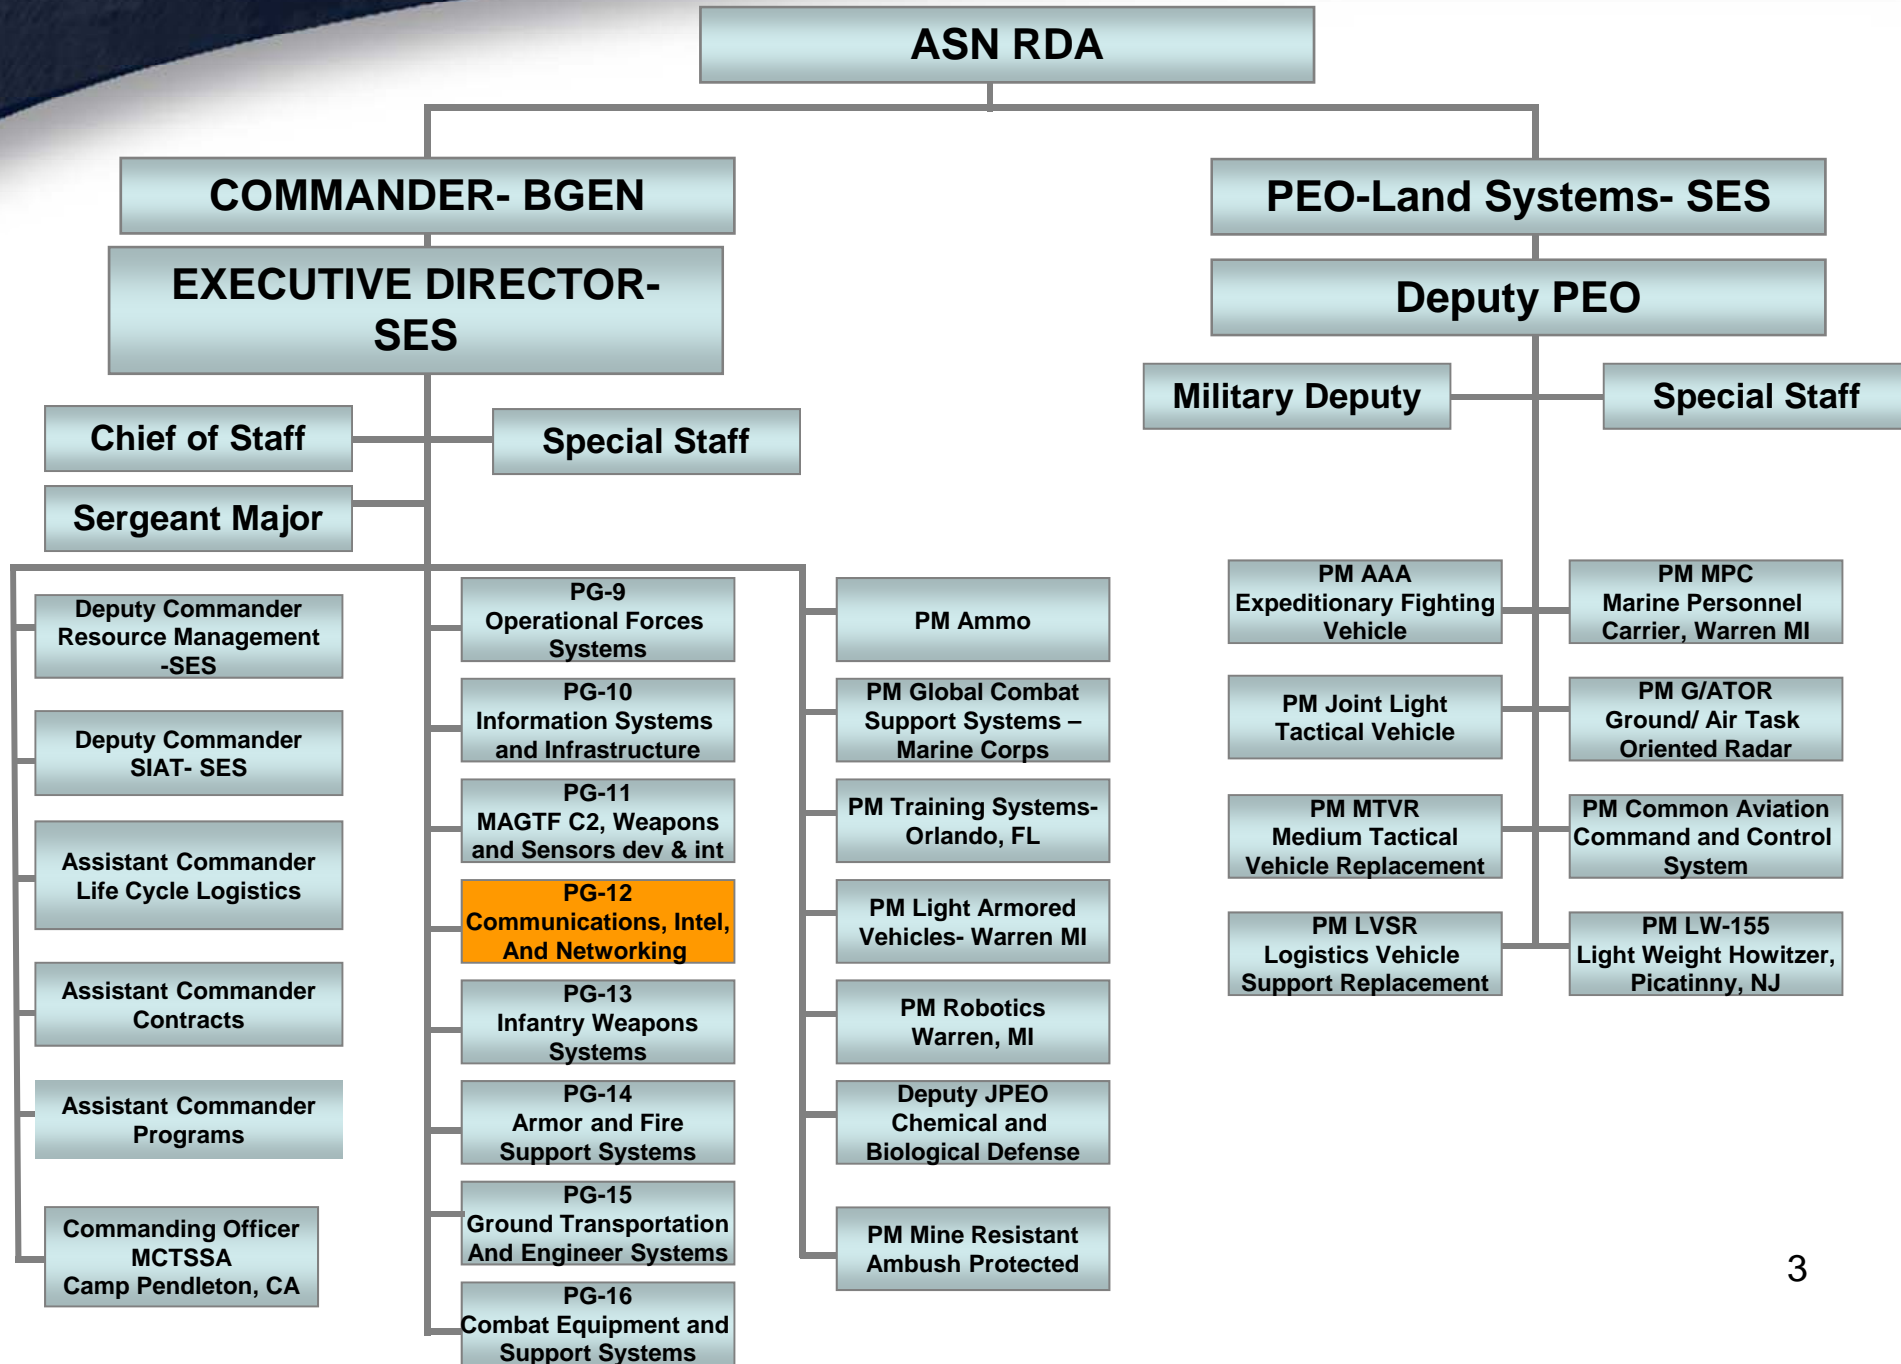 ASN RDA
COMMANDER- BGEN
EXECUTIVE DIRECTOR-
SES
Chief of Staff
Special Staff
Sergeant Major
Deputy Commander
Resource Management
-SES
Deputy Commander
SIAT- SES
Assistant Commander
Life Cycle Logistics
Assistant Commander
Contracts
Assistant Commander
Programs
Commanding Officer
MCTSSA
Camp Pendleton, CA
PG-9
Operational Forces
Systems
PG-10
Information Systems
and Infrastructure
PG-11
MAGTF C2, Weapons
and Sensors dev & int
PG-12
Communications, Intel,
And Networking
PG-13
Infantry Weapons
Systems
PG-14
Armor and Fire
Support Systems
PG-15
Ground Transportation
And Engineer Systems
PG-16
Combat Equipment and
Support Systems
PM Ammo
PM Global Combat
Support Systems –
Marine Corps
PM Training Systems-
Orlando, FL
PM Light Armored
Vehicles- Warren MI
PM Robotics
Warren, MI
Deputy JPEO
Chemical and
Biological Defense
PM Mine Resistant
Ambush Protected
PEO-Land Systems- SES
Deputy PEO
Military Deputy
Special Staff
PM AAA
Expeditionary Fighting
Vehicle
PM MPC
Marine Personnel
Carrier, Warren MI
PM Joint Light
Tactical Vehicle
PM G/ATOR
Ground/ Air Task
Oriented Radar
PM MTVR
Medium Tactical
Vehicle Replacement
PM Common Aviation
Command and Control
System
PM LVSR
Logistics Vehicle
Support Replacement
PM LW-155
Light Weight Howitzer,
Picatinny, NJ
3